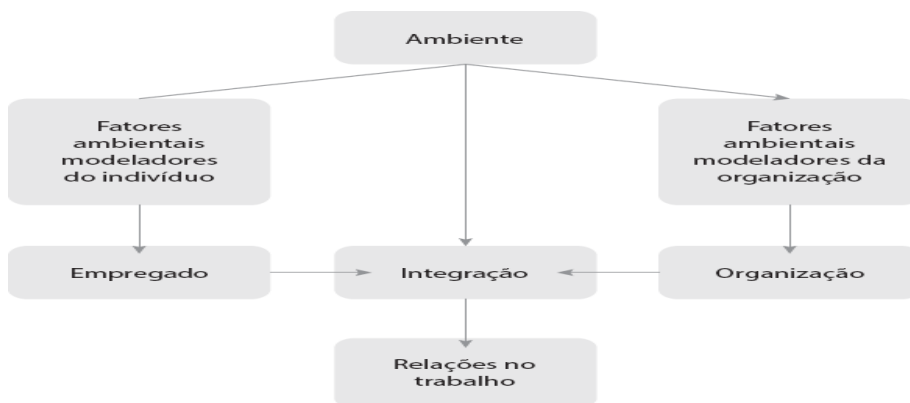 Ambiente
Fatores
ambientais
modeladores
do indivíduo
Fatores
ambientais
modeladores da
organização
Empregado
Integração
Organização
Relações no
trabalho